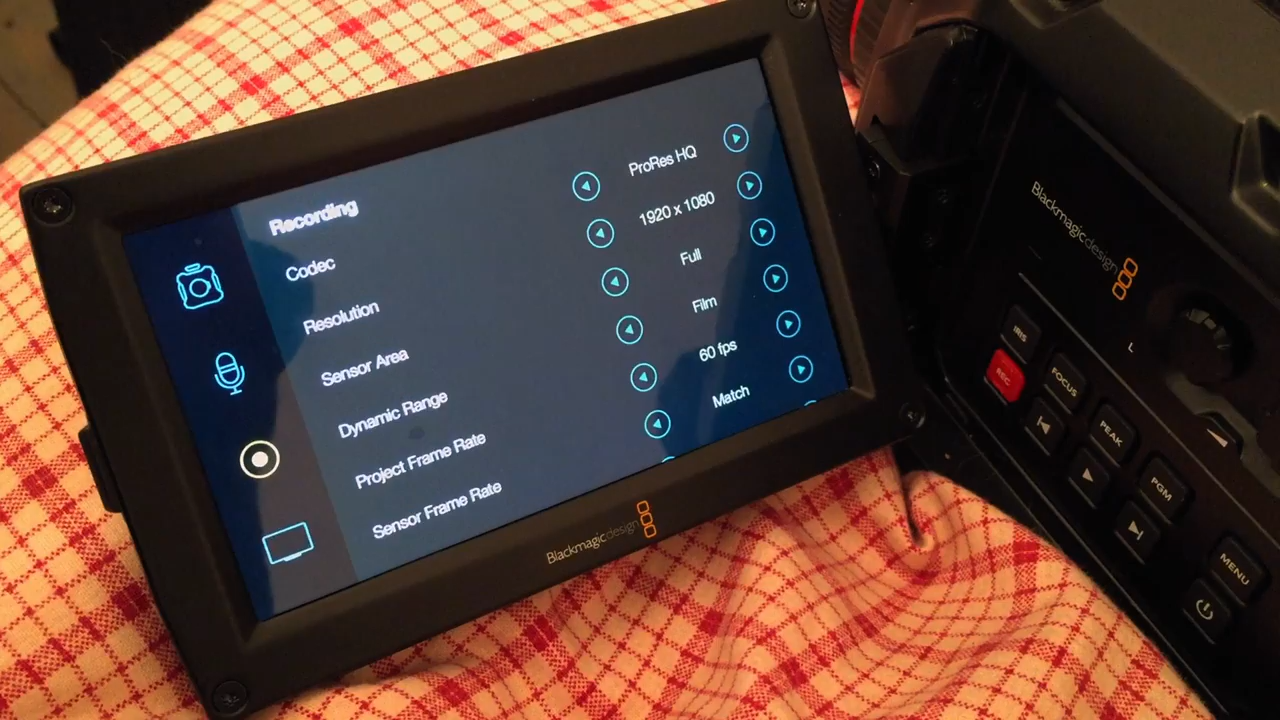 Recording
Codec ProRes HQ
Resolution 1920 x 1080
Sensor Area Full
Dynamic Range Film
Project Frame Rate 60 fps
Sensor Frame Rate Match
Blackmagicdesign
Blackmagicdesign
L
IRIS
REC
FOCUS
PEAK
PGM
MENU